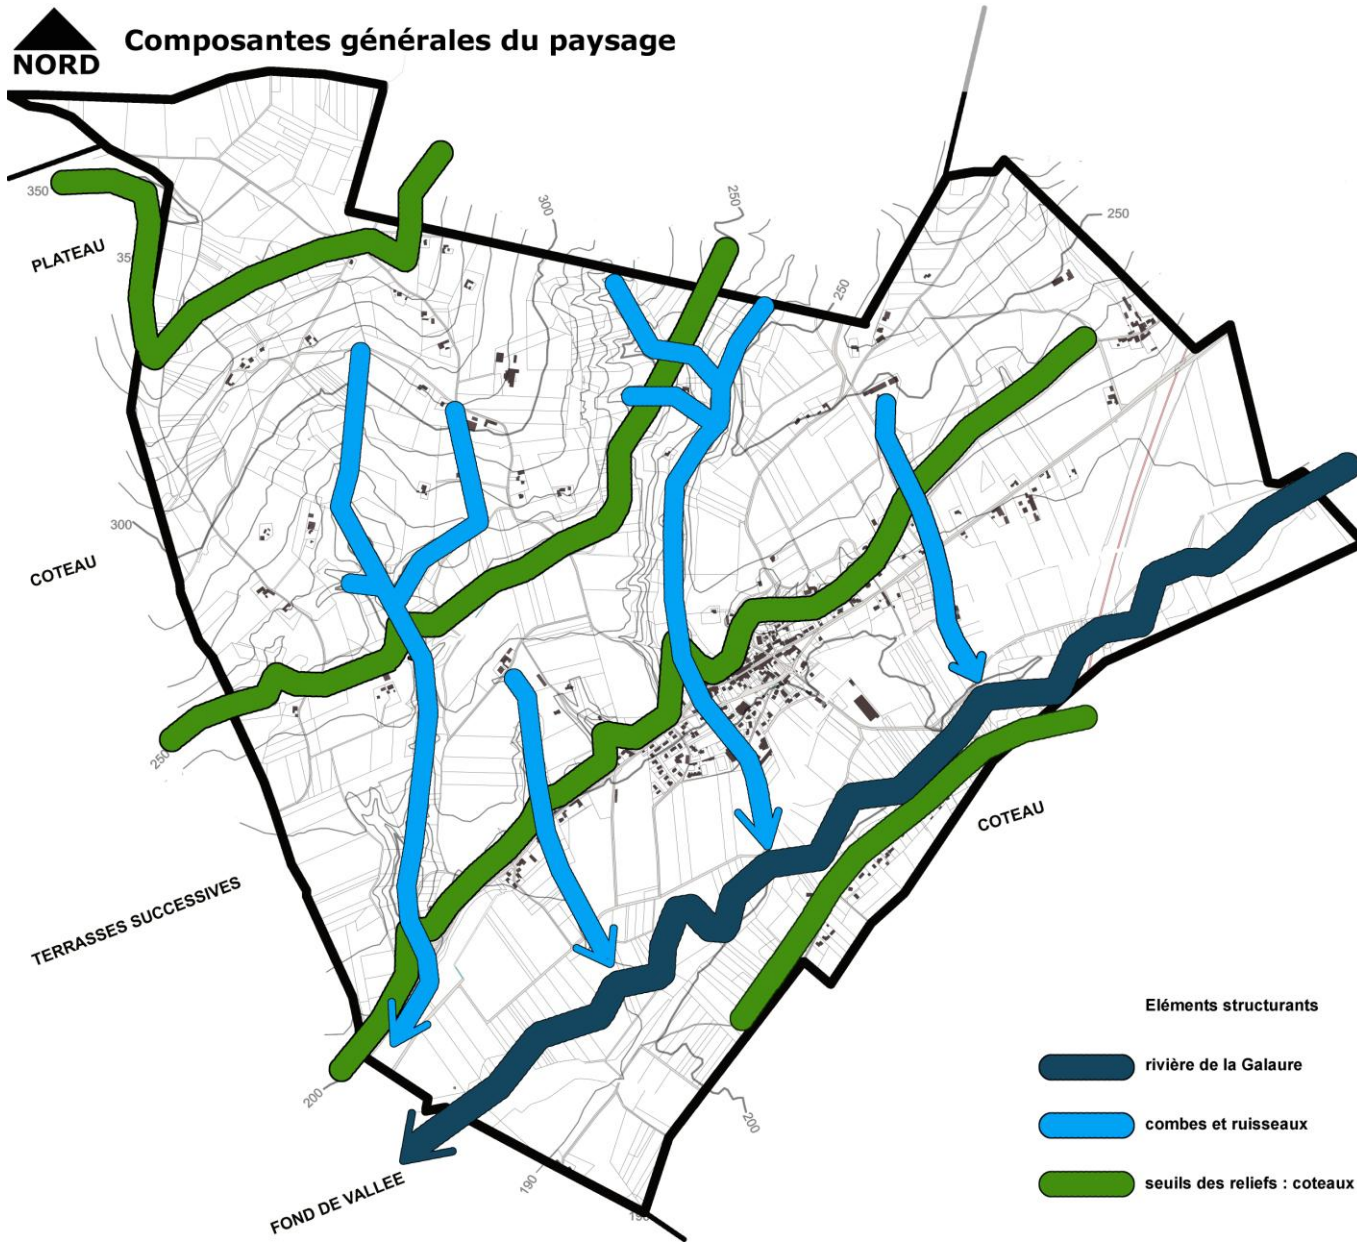 Composantes générales du paysage
NORD
350
PLATEAU
350
300
250
250
250
300
COTEAU
250
COTEAU
TERRASSES SUCCESSIVES
200
200
190
FOND DE VALLEE
Eléments structurants
rivière de la Galaure
combes et ruisseaux
seuils des reliefs : coteaux